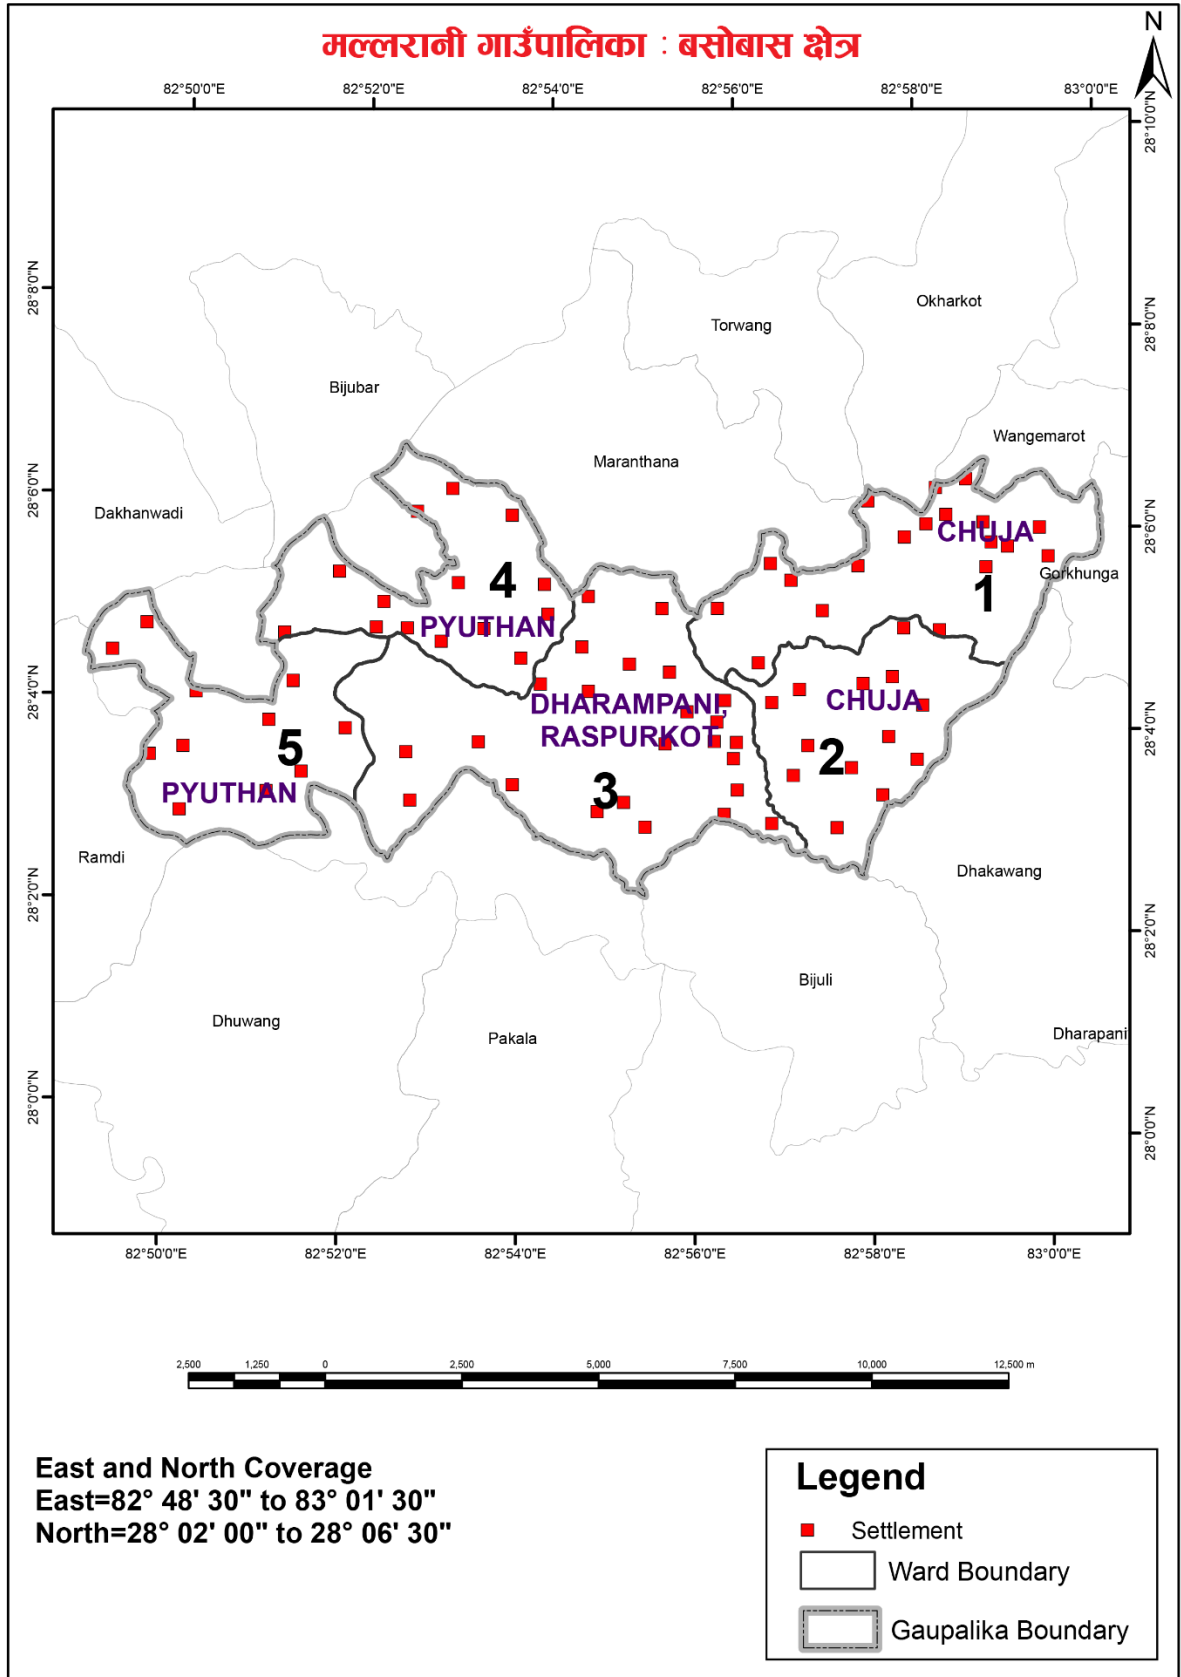 मल्लरानी गाउँपालिका : बसोबास क्षेत्र
N
82°50'0"E 82°52'0"E 82°54'0"E 82°56'0"E 82°58'0"E 83°0'0"E
28°10'0"N
28°8'0"N
28°8'0"N
Okharkot
Torwang
Bijubar
Wangemarot
Maranthana
28°6'0"N
28°6'0"N
Dakhanwadi
CHUJA
Gorkhunga
4
1
PYUTHAN
28°4'0"N
28°4'0"N
DHARAMPANI,
RASPURKOT
CHUJA
5
2
3
PYUTHAN
Ramdi
Dhakawang
28°2'0"N
28°2'0"N
Bijuli
Dhuwang
Pakala
Dharapani
28°0'0"N
28°0'0"N
82°50'0"E 82°52'0"E 82°54'0"E 82°56'0"E 82°58'0"E 83°0'0"E
2,500 1,250 0 2,500 5,000 7,500 10,000 12,500 m
East and North Coverage
East=82° 48' 30" to 83° 01' 30"
North=28° 02' 00" to 28° 06' 30"
Legend
Settlement
Ward Boundary
Gaupalika Boundary